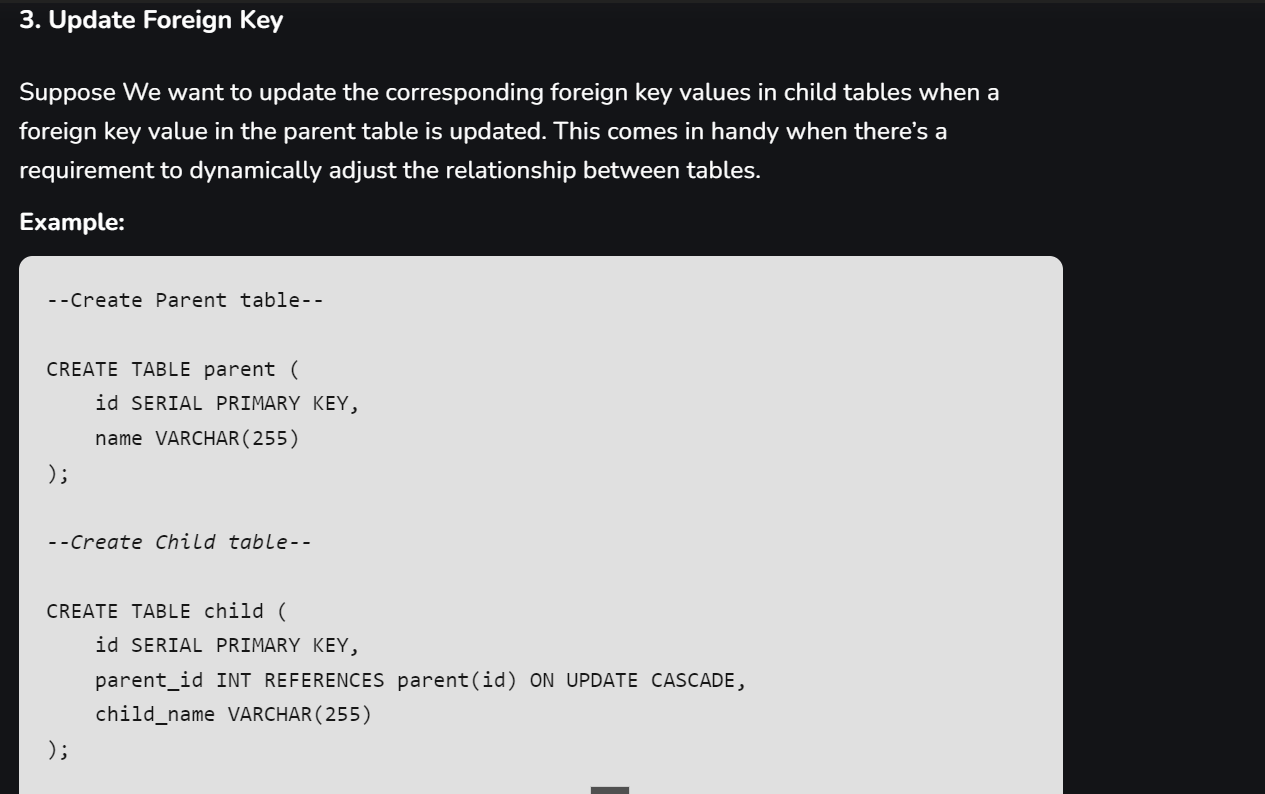 3. Update Foreign Key
Suppose We want to update the corresponding foreign key values in child tables when a
foreign key value in the parent table is updated. This comes in handy when there’s a
requirement to dynamically adjust the relationship between tables.
Example:
--Create Parent table--
CREATE TABLE parent (
    id SERIAL PRIMARY KEY,
    name VARCHAR(255)
);
--Create Child table--
CREATE TABLE child (
    id SERIAL PRIMARY KEY,
    parent_id INT REFERENCES parent(id) ON UPDATE CASCADE,
    child_name VARCHAR(255)
);